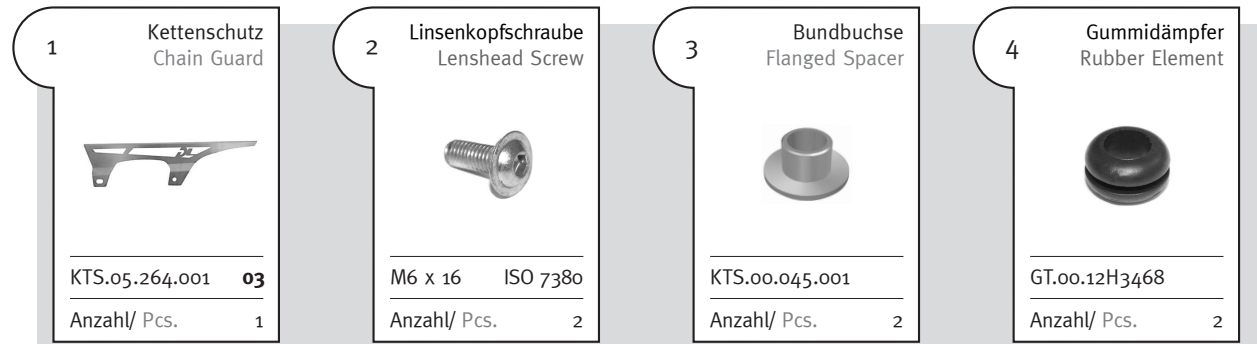 1
Kettenschutz
Chain Guard
KTS.05.264.001 03
Anzahl/ Pcs. 1
2
Linsenkopfschraube
Lenshead Screw
M6 x 16 ISO 7380
Anzahl/ Pcs. 2
3
Bundbuchse
Flanged Spacer
KTS.00.045.001
Anzahl/ Pcs. 2
4
Gummidämpfer
Rubber Element
GT.00.12H3468
Anzahl/ Pcs. 2